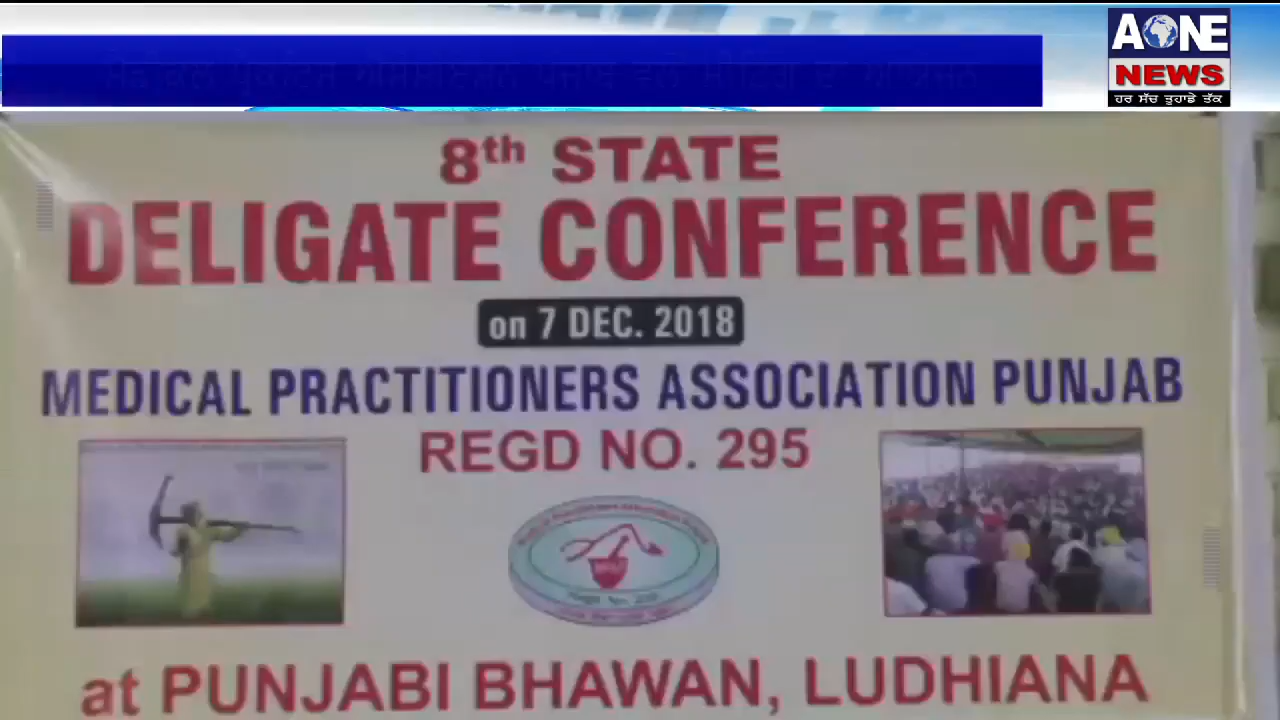 A NE
NEWS
ਹਰ ਸੱਚ ਤੁਹਾਡੇ ਤੱਕ
8th STATE
DELIGATE CONFERENCE
on 7 DEC. 2018
MEDICAL PRACTITIONERS ASSOCIATION PUNJAB
REGD NO. 295
at PUNJABI BHAWAN, LUDHIANA